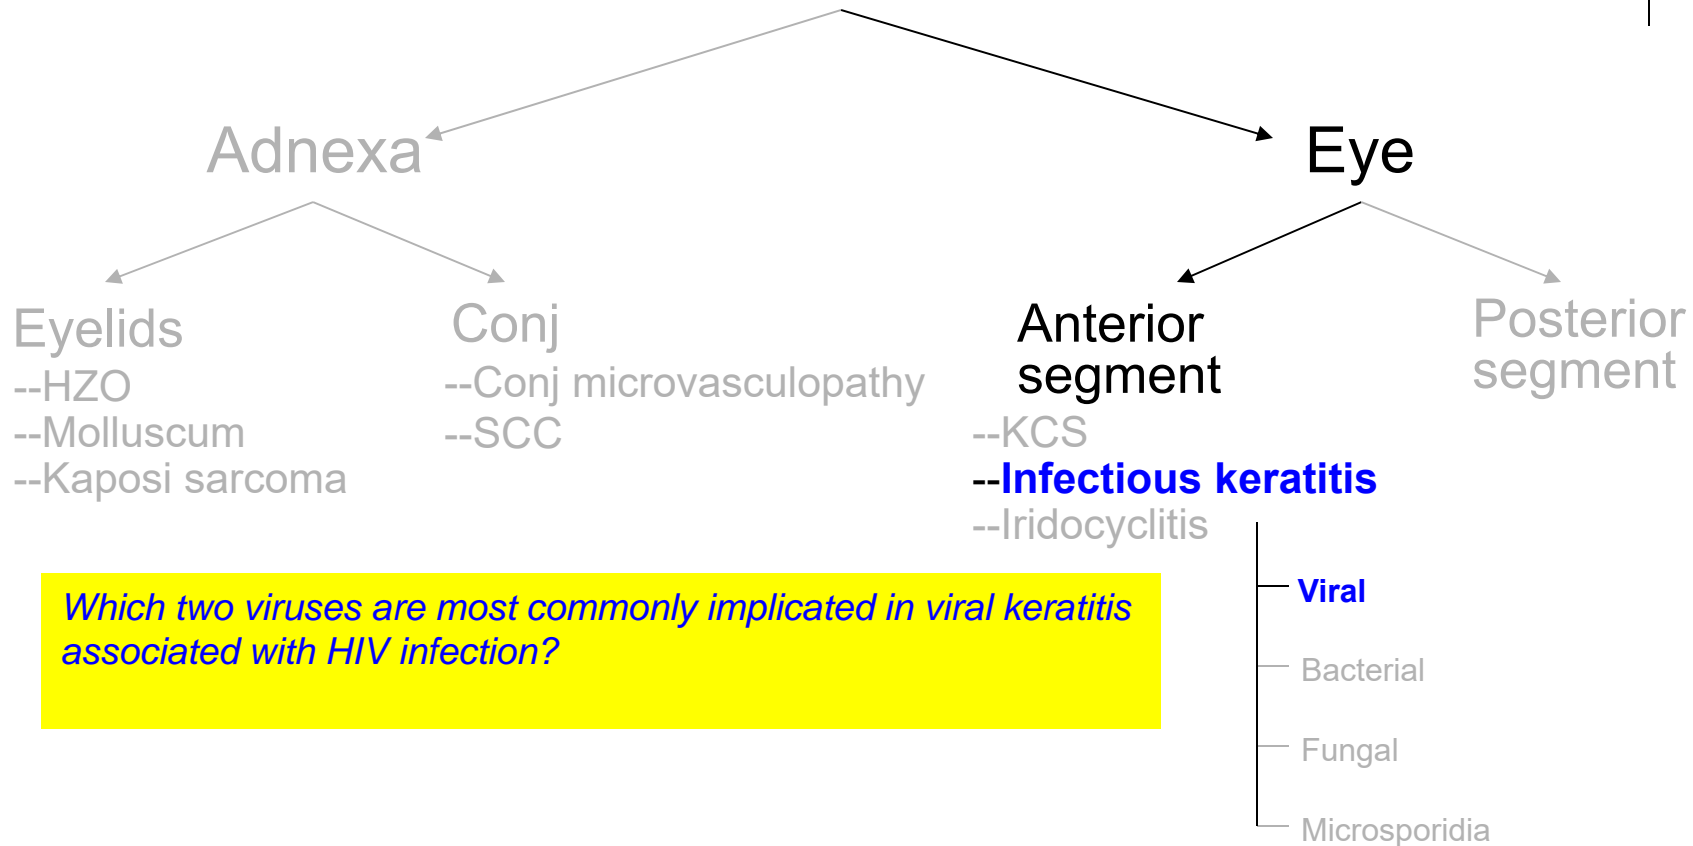 Adnexa
Eye
Eyelids
--HZO
--Molluscum
--Kaposi sarcoma
Conj
--Conj microvasculopathy
--SCC
Anterior
segment
--KCS
--Infectious keratitis
--Iridocyclitis
Posterior
segment
Viral
Bacterial
Fungal
Microsporidia
Which two viruses are most commonly implicated in viral keratitis
associated with HIV infection?